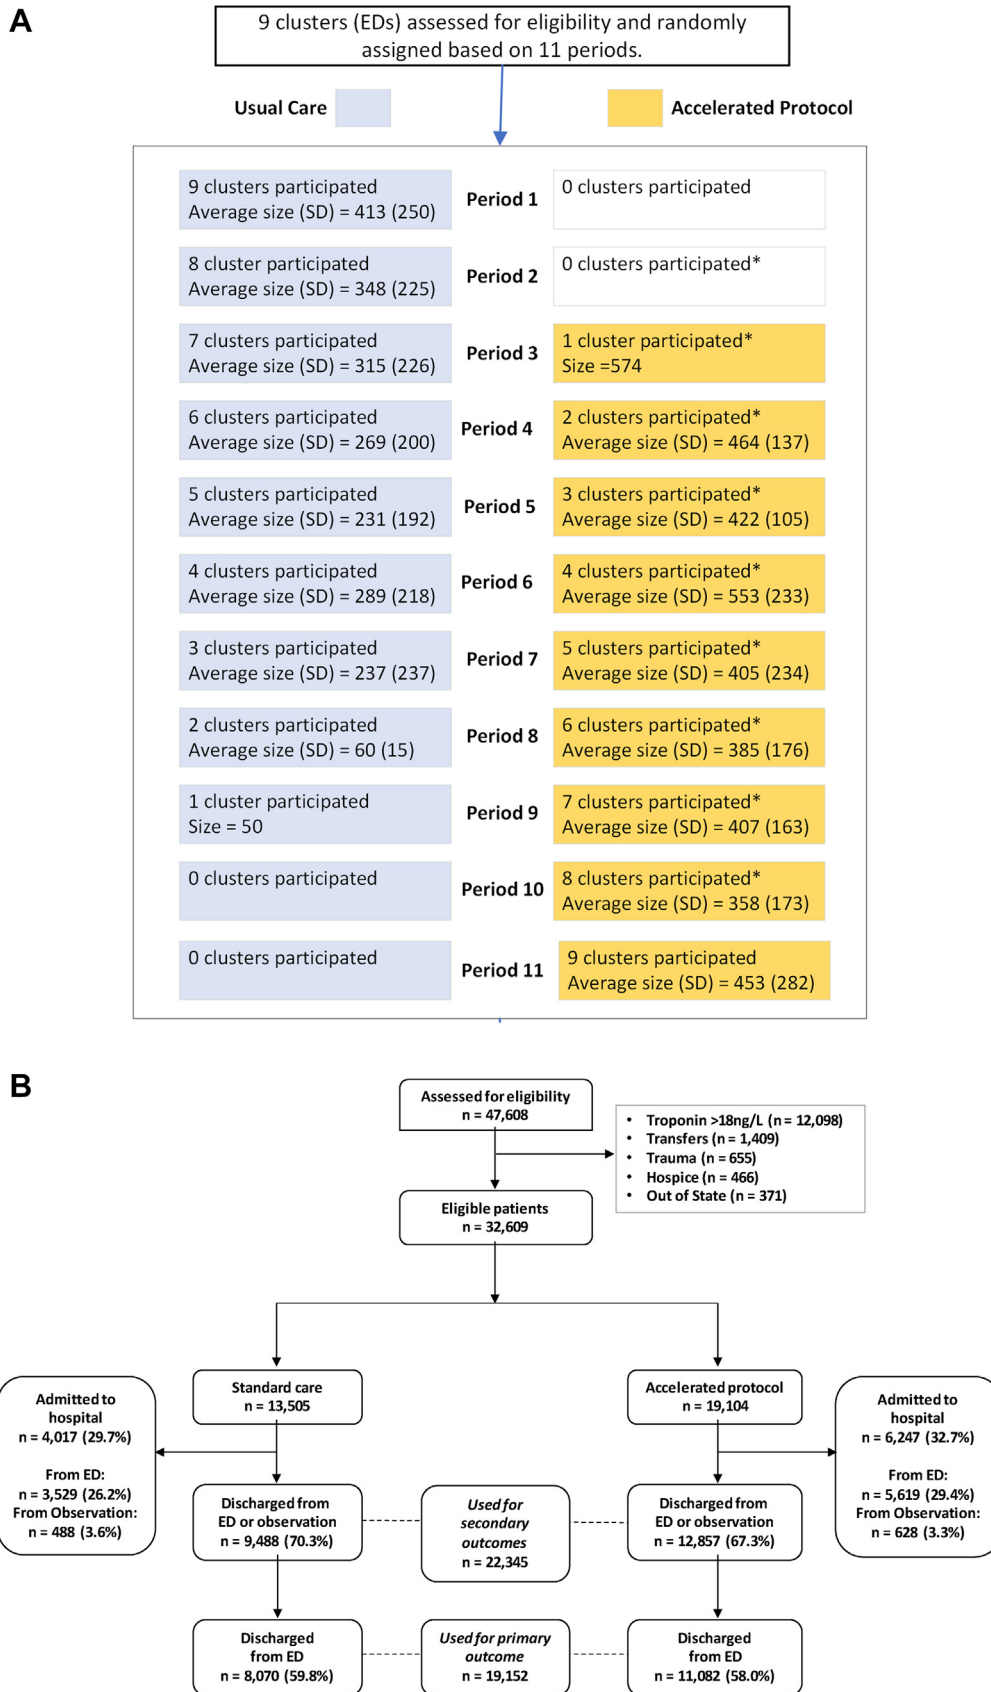 A
9 clusters (EDs) assessed for eligibility and randomly
assigned based on 11 periods.
Usual Care
Accelerated Protocol
9 clusters participated
Average size (SD) = 413 (250)
Period 1
0 clusters participated
8 cluster participated
Average size (SD) = 348 (225)
Period 2
0 clusters participated*
7 clusters participated
Average size (SD) = 315 (226)
Period 3
1 cluster participated*
Size =574
6 clusters participated
Average size (SD) = 269 (200)
Period 4
2 clusters participated*
Average size (SD) = 464 (137)
5 clusters participated
Average size (SD) = 231 (192)
Period 5
3 clusters participated*
Average size (SD) = 422 (105)
4 clusters participated
Average size (SD) = 289 (218)
Period 6
4 clusters participated*
Average size (SD) = 553 (233)
3 clusters participated
Average size (SD) = 237 (237)
Period 7
5 clusters participated*
Average size (SD) = 405 (234)
2 clusters participated
Average size (SD) = 60 (15)
Period 8
6 clusters participated*
Average size (SD) = 385 (176)
1 cluster participated
Size = 50
Period 9
7 clusters participated*
Average size (SD) = 407 (163)
0 clusters participated
Period 10
8 clusters participated*
Average size (SD) = 358 (173)
0 clusters participated
Period 11
9 clusters participated
Average size (SD) = 453 (282)
B
Assessed for eligibility
n = 47,608
• Troponin >18ng/L (n = 12,098)
• Transfers (n = 1,409)
• Trauma (n = 655)
• Hospice (n = 466)
• Out of State (n = 371)
Eligible patients
n = 32,609
Standard care
n = 13,505
Accelerated protocol
n = 19,104
Admitted to
hospital
n = 4,017 (29.7%)
From ED:
n = 3,529 (26.2%)
From Observation:
n = 488 (3.6%)
Admitted to
hospital
n = 6,247 (32.7%)
From ED:
n = 5,619 (29.4%)
From Observation:
n = 628 (3.3%)
Discharged from
ED or observation
n = 9,488 (70.3%)
Used for
secondary
outcomes
n = 22,345
Discharged from
ED or observation
n = 12,857 (67.3%)
Discharged
from ED
n = 8,070 (59.8%)
Used for primary
outcome
n = 19,152
Discharged
from ED
n = 11,082 (58.0%)